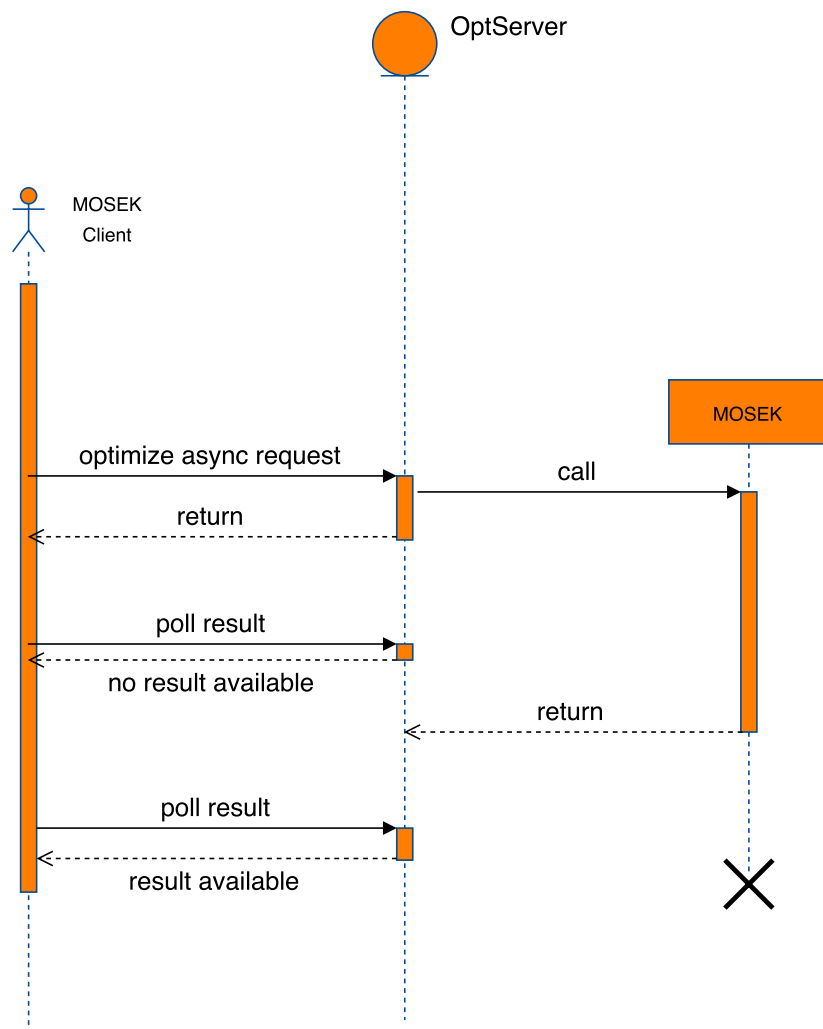 OptServer
MOSEK
Client
MOSEK
optimize async request
call
return
poll result
no result available
return
poll result
result available